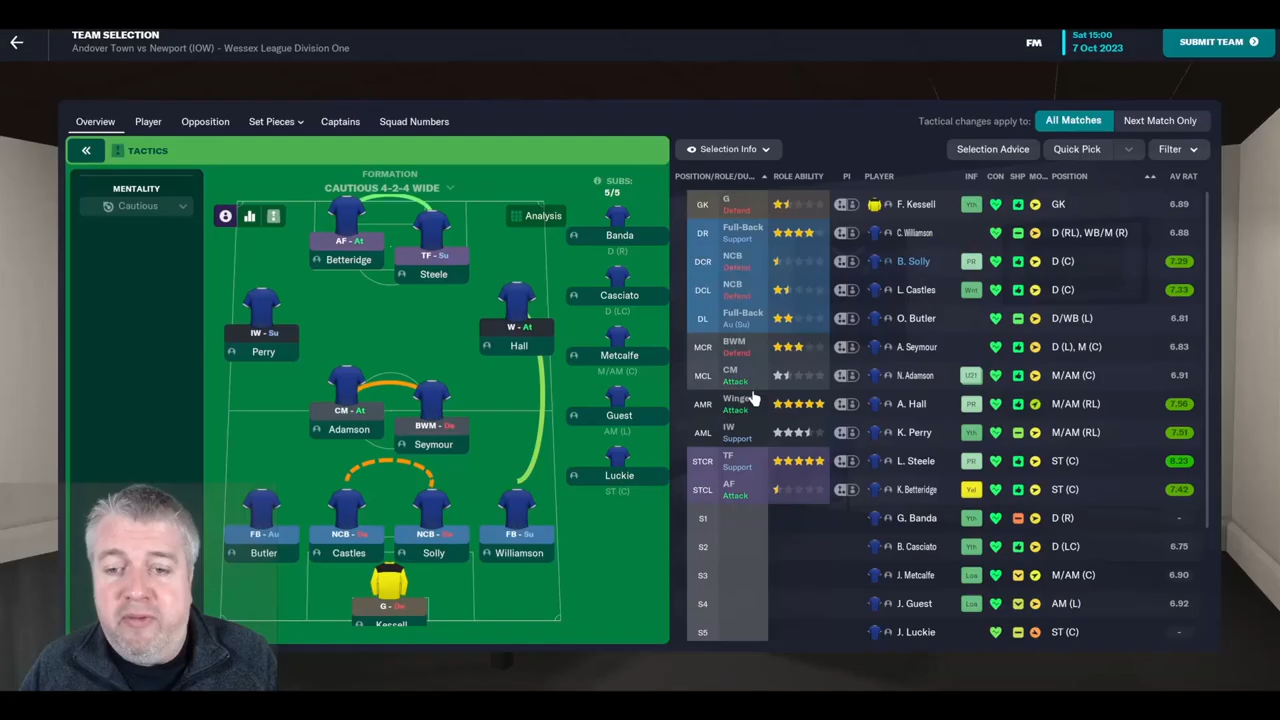 TEAM SELECTION
Andover Town vs Newport (IOW) - Wessex League Division One
FM
Sat 15:00
7 Oct 2023
SUBMIT TEAM
Overview Player Opposition Set Pieces Captains Squad Numbers
Tactical changes apply to: All Matches Next Match Only
TACTICS
Selection Info Selection Advice Quick Pick Filter
MENTALITY
Cautious
FORMATION
CAUTIOUS 4-2-4 WIDE
SUBS:
5/5
Analysis
AF - At
Betteridge
TF - Su
Steele
IW - Su
Perry
W - At
Hall
CM - At
Adamson
BWM - De
Seymour
FB - Au
Butler
NCB - De
Castles
NCB - De
Solly
FB - Su
Williamson
G - De
Kessell
Banda
D (R)
Casciato
D (LC)
Metcalfe
M/AM (C)
Guest
AM (L)
Luckie
ST (C)
POSITION/ROLE/DU... ROLE ABILITY PI PLAYER INF CON SHP MO... POSITION AV RAT
GK G Defend F. Kessell Yth GK 6.89
DR Full-Back Support C. Williamson D (RL), WB/M (R) 6.88
DCR NCB Defend B. Solly PR D (C) 7.29
DCL NCB Defend L. Castles Wnt D (C) 7.33
DL Full-Back Au (Su) O. Butler D/WB (L) 6.81
MCR BWM Defend A. Seymour D (L), M (C) 6.83
MCL CM Attack N. Adamson U21 M/AM (C) 6.91
AMR Winge Attack A. Hall PR M/AM (RL) 7.56
AML IW Support K. Perry Yth M/AM (RL) 7.51
STCR TF Support L. Steele PR ST (C) 8.23
STCL AF Attack K. Betteridge Yel ST (C) 7.42
S1 G. Banda Yth D (R) -
S2 B. Casciato Yth D (LC) 6.75
S3 J. Metcalfe Loa M/AM (C) 6.90
S4 J. Guest Loa AM (L) 6.92
S5 J. Luckie ST (C) -